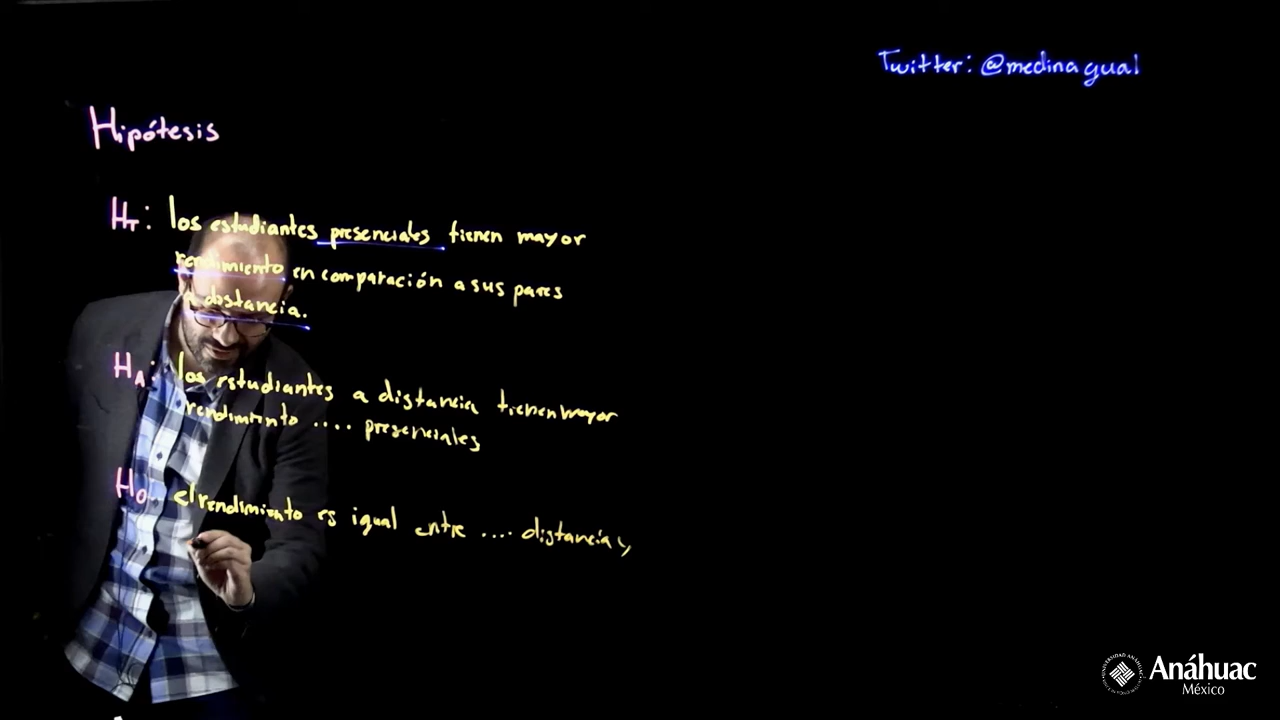 Twitter: @medinagual
Hipótesis
HT: los estudiantes presenciales tienen mayor
rendimiento en comparación a sus pares
a distancia.
HA: los estudiantes a distancia tienen mayor
rendimiento .... presenciales
HO el rendimiento es igual entre .... distancia y
Anáhuac
México